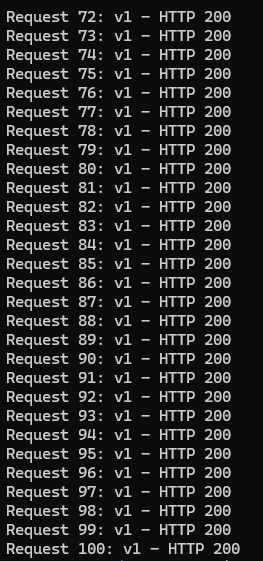 Request 72: v1 – HTTP 200
Request 73: v1 – HTTP 200
Request 74: v1 – HTTP 200
Request 75: v1 – HTTP 200
Request 76: v1 – HTTP 200
Request 77: v1 – HTTP 200
Request 78: v1 – HTTP 200
Request 79: v1 – HTTP 200
Request 80: v1 – HTTP 200
Request 81: v1 – HTTP 200
Request 82: v1 – HTTP 200
Request 83: v1 – HTTP 200
Request 84: v1 – HTTP 200
Request 85: v1 – HTTP 200
Request 86: v1 – HTTP 200
Request 87: v1 – HTTP 200
Request 88: v1 – HTTP 200
Request 89: v1 – HTTP 200
Request 90: v1 – HTTP 200
Request 91: v1 – HTTP 200
Request 92: v1 – HTTP 200
Request 93: v1 – HTTP 200
Request 94: v1 – HTTP 200
Request 95: v1 – HTTP 200
Request 96: v1 – HTTP 200
Request 97: v1 – HTTP 200
Request 98: v1 – HTTP 200
Request 99: v1 – HTTP 200
Request 100: v1 – HTTP 200